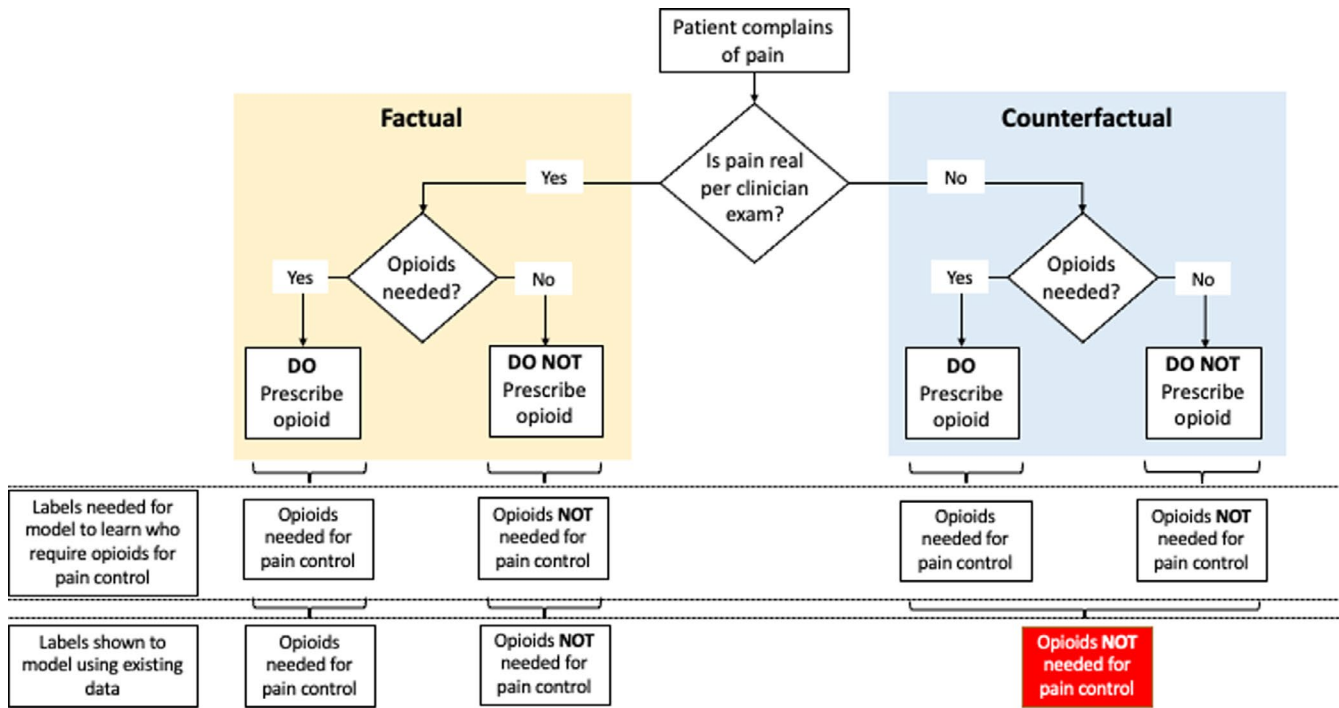 Patient complains
of pain
Factual
Counterfactual
Is pain real
per clinician
exam?
Yes
No
Opioids
needed?
Yes
No
Opioids
needed?
Yes
No
DO
Prescribe
opioid
DO NOT
Prescribe
opioid
DO
Prescribe
opioid
DO NOT
Prescribe
opioid
Labels needed for
model to learn who
require opioids for
pain control
Opioids
needed for
pain control
Opioids NOT
needed for
pain control
Opioids
needed for
pain control
Opioids NOT
needed for
pain control
Labels shown to
model using existing
data
Opioids
needed for
pain control
Opioids NOT
needed for
pain control
Opioids NOT
needed for
pain control